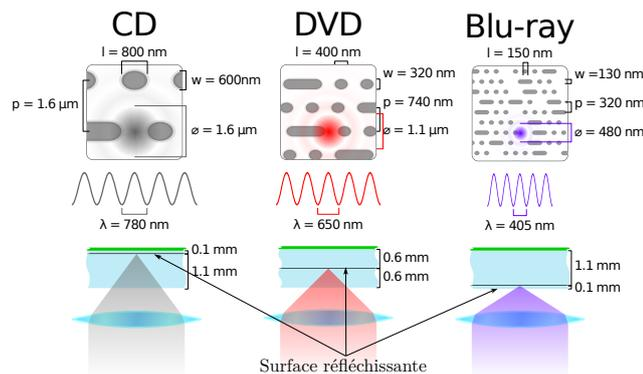 CD DVD Blu-ray
l = 800 nm l = 400 nm l = 150 nm
w = 600nm w = 320 nm w =130 nm
p = 1.6 µm p = 740 nm p = 320 nm
⌀ = 1.6 µm ⌀ = 1.1 µm ⌀ = 480 nm
λ = 780 nm λ = 650 nm λ = 405 nm
0.1 mm 0.6 mm 1.1 mm
1.1 mm 0.6 mm 0.1 mm
Surface réfléchissante